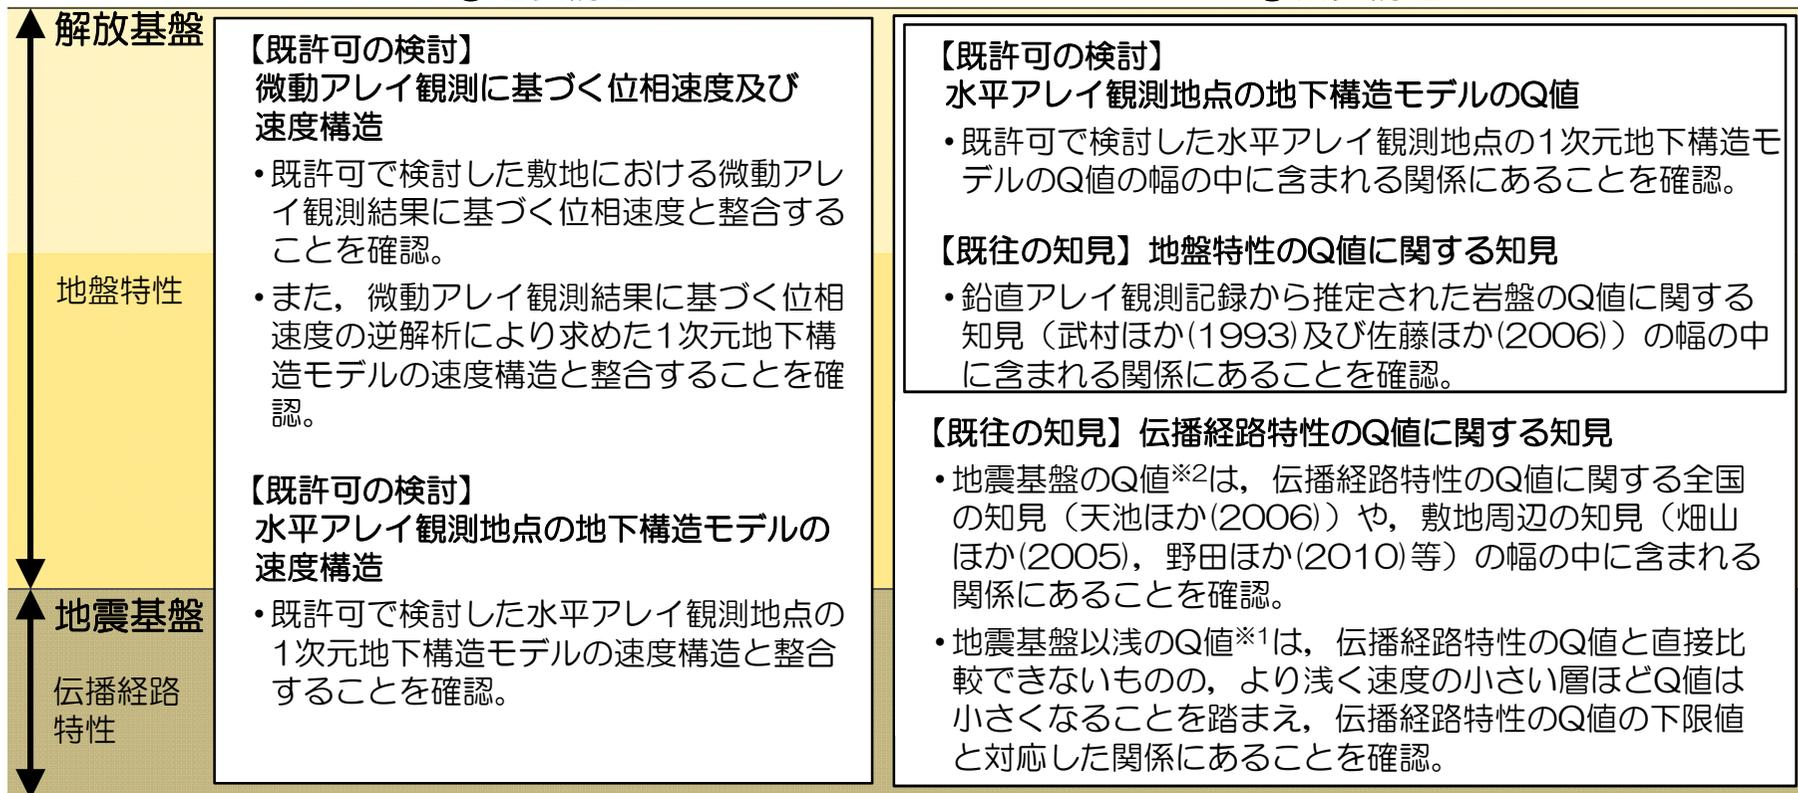 解放基盤
地盤特性
地震基盤
伝播経路
特性
【既許可の検討】
微動アレイ観測に基づく位相速度及び
速度構造
・既許可で検討した敷地における微動アレ
イ観測結果に基づく位相速度と整合する
ことを確認。
・また，微動アレイ観測結果に基づく位相
速度の逆解析により求めた1次元地下構
造モデルの速度構造と整合することを確
認。
【既許可の検討】
水平アレイ観測地点の地下構造モデルの
速度構造
・既許可で検討した水平アレイ観測地点の
1次元地下構造モデルの速度構造と整合
することを確認。
【既許可の検討】
水平アレイ観測地点の地下構造モデルのQ値
・既許可で検討した水平アレイ観測地点の1次元地下構造モ
デルのQ値の幅の中に含まれる関係にあることを確認。
【既往の知見】地盤特性のQ値に関する知見
・鉛直アレイ観測記録から推定された岩盤のQ値に関する
知見（武村ほか(1993)及び佐藤ほか(2006)）の幅の中
に含まれる関係にあることを確認。
【既往の知見】伝播経路特性のQ値に関する知見
・地震基盤のQ値※2は，伝播経路特性のQ値に関する全国
の知見（天池ほか(2006)）や，敷地周辺の知見（畑山
ほか(2005)，野田ほか(2010)等）の幅の中に含まれる
関係にあることを確認。
・地震基盤以浅のQ値※1は，伝播経路特性のQ値と直接比
較できないものの，より浅く速度の小さい層ほどQ値は
小さくなることを踏まえ，伝播経路特性のQ値の下限値
と対応した関係にあることを確認。